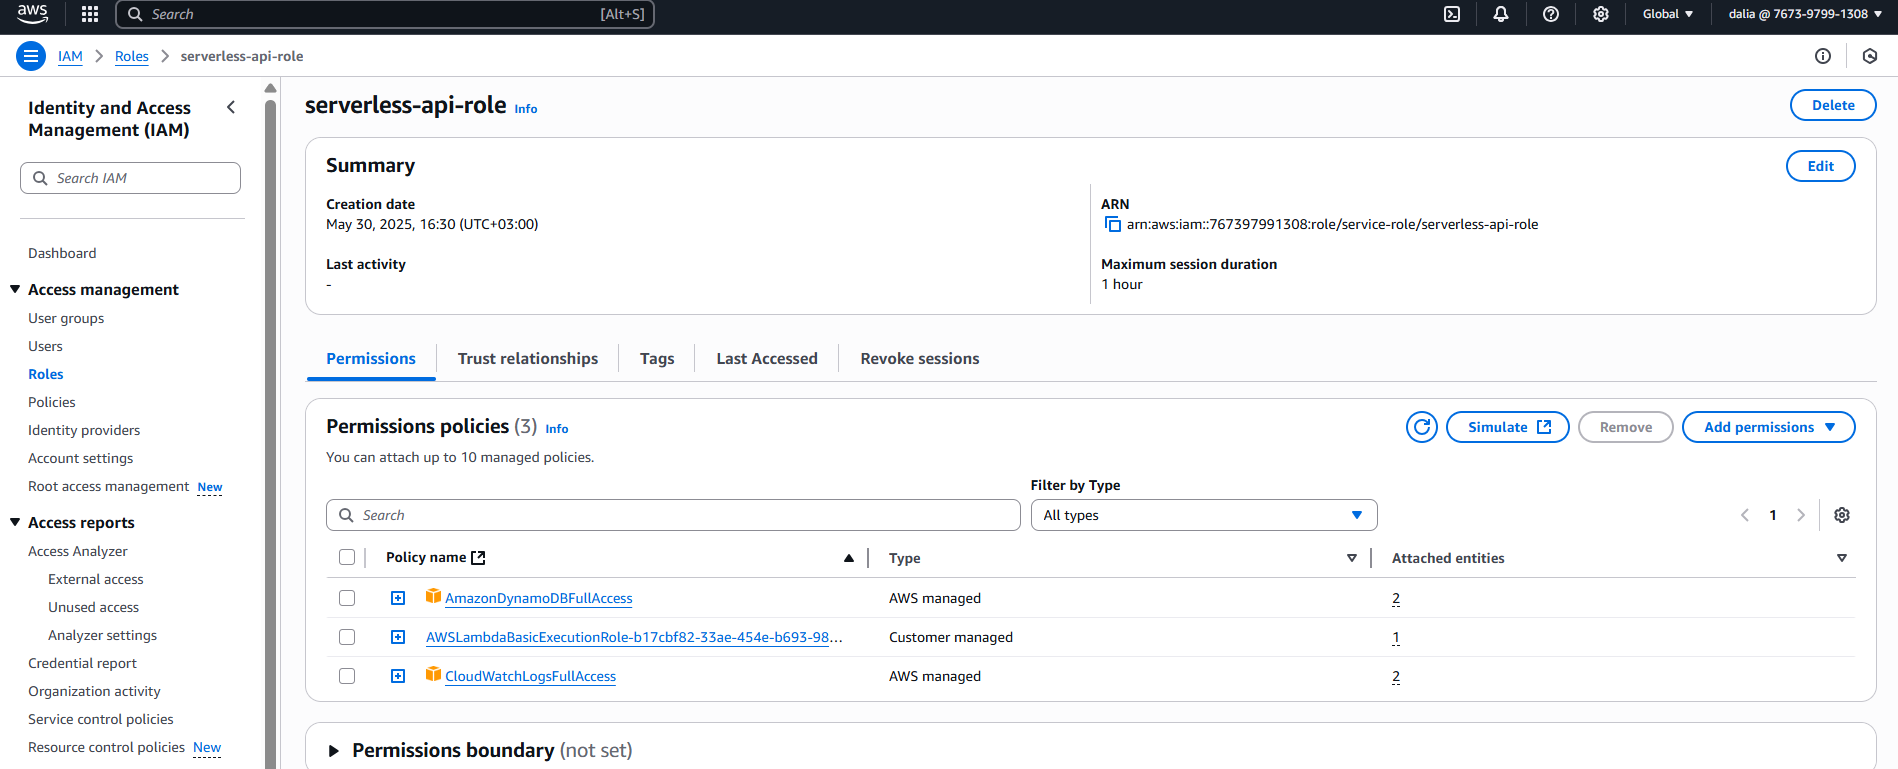 aws
Search [Alt+S]
Global
dalia @ 7673-9799-1308
IAM > Roles > serverless-api-role
Identity and Access
Management (IAM)
Search IAM
Dashboard
Access management
User groups
Users
Roles
Policies
Identity providers
Account settings
Root access management New
Access reports
Access Analyzer
External access
Unused access
Analyzer settings
Credential report
Organization activity
Service control policies
Resource control policies New
serverless-api-role Info
Delete
Summary
Edit
Creation date
May 30, 2025, 16:30 (UTC+03:00)
ARN
arn:aws:iam::767397991308:role/service-role/serverless-api-role
Last activity
-
Maximum session duration
1 hour
Permissions
Trust relationships
Tags
Last Accessed
Revoke sessions
Permissions policies (3) Info
Simulate
Remove
Add permissions
You can attach up to 10 managed policies.
Filter by Type
Search
All types
1
Policy name Type Attached entities
AmazonDynamoDBFullAccess AWS managed 2
AWSLambdaBasicExecutionRole-b17cbf82-33ae-454e-b693-98... Customer managed 1
CloudWatchLogsFullAccess AWS managed 2
Permissions boundary (not set)